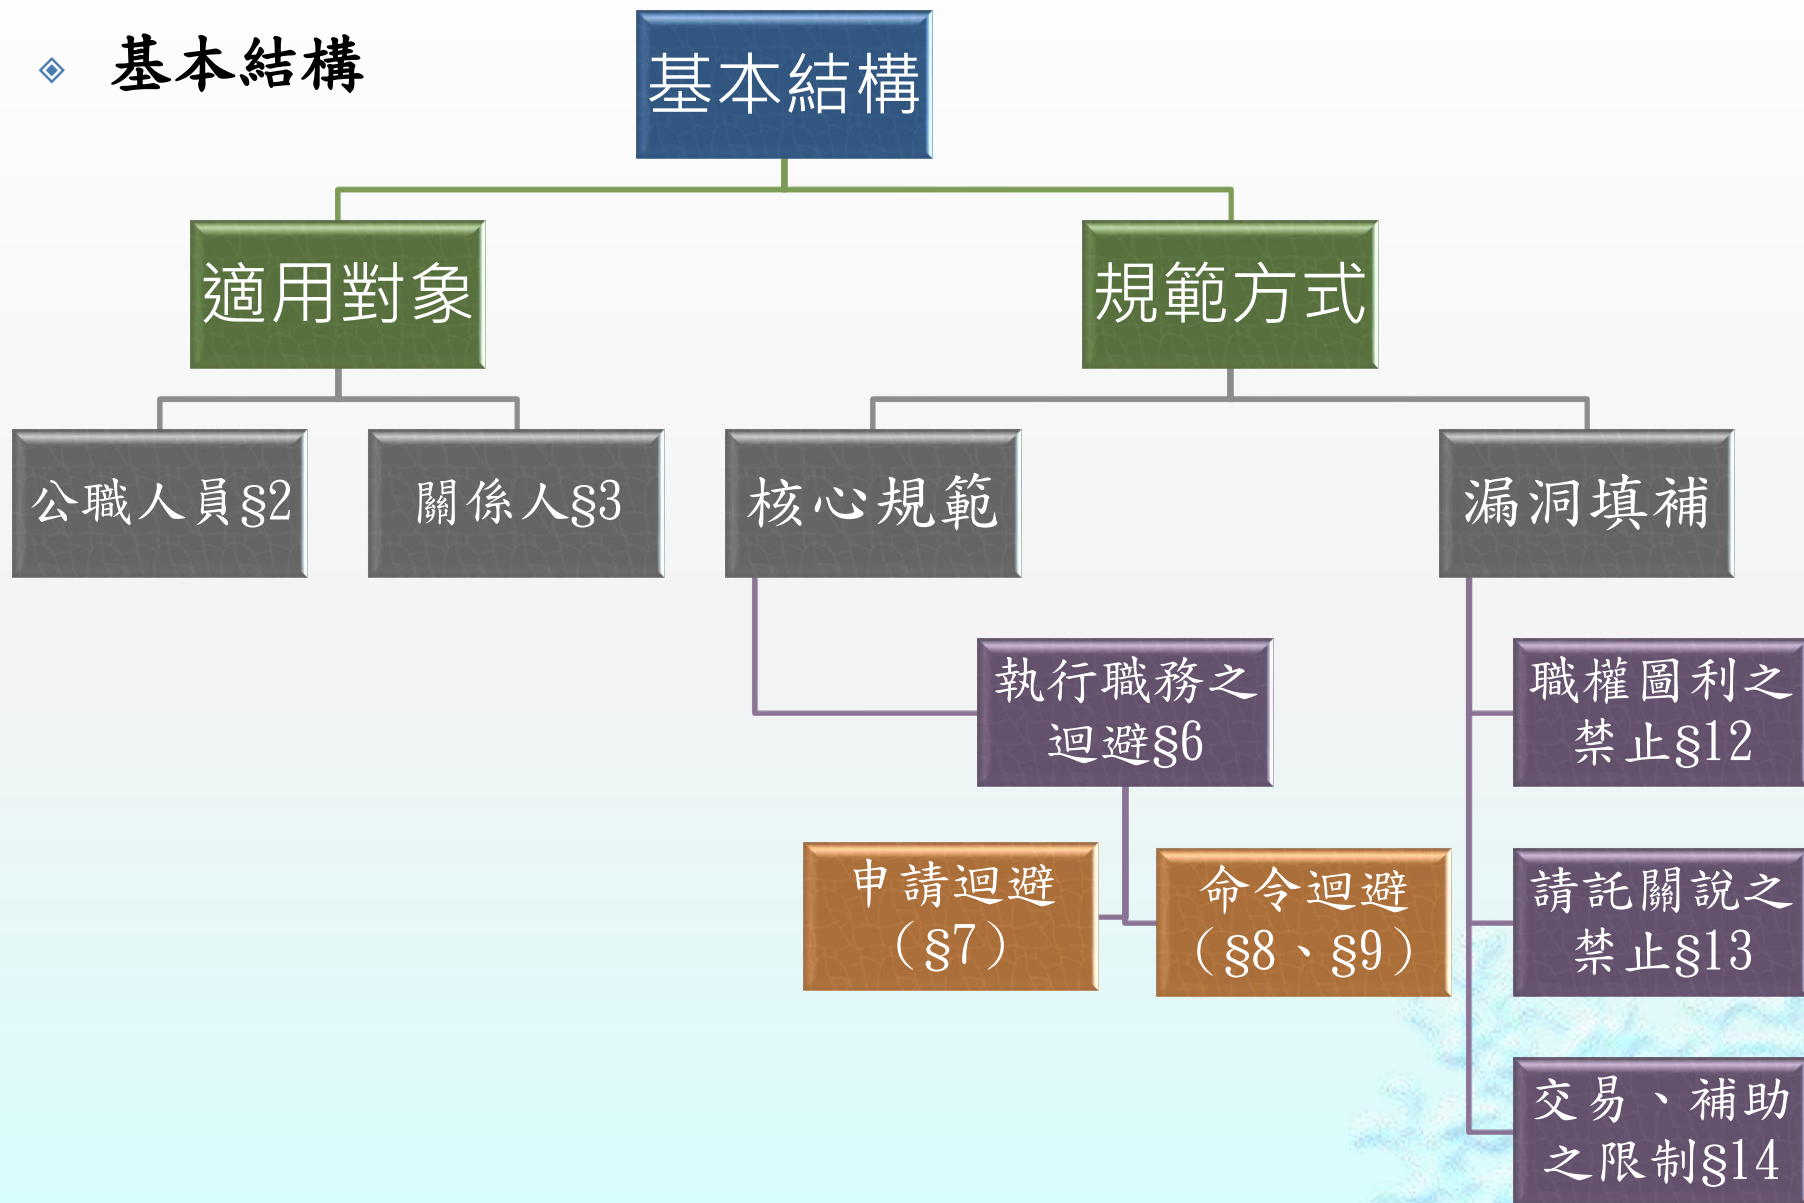 基本結構
基本結構
適用對象
規範方式
公職人員§2
關係人§3
核心規範
漏洞填補
執行職務之
迴避§6
申請迴避
（§7）
命令迴避
（§8、§9）
職權圖利之
禁止§12
請託關說之
禁止§13
交易、補助
之限制§14